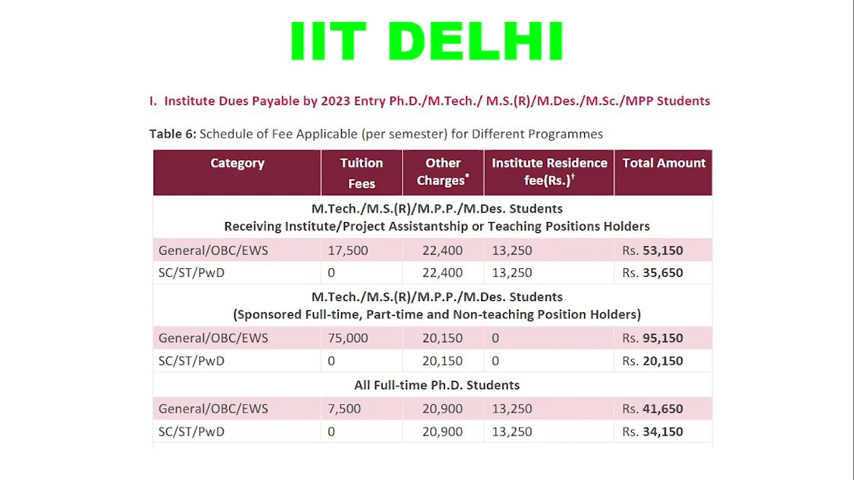 IIT DELHI
I. Institute Dues Payable by 2023 Entry Ph.D./M.Tech./ M.S.(R)/M.Des./M.Sc./MPP Students
Table 6: Schedule of Fee Applicable (per semester) for Different Programmes
Category Tuition Fees Other Charges* Institute Residence fee(Rs.)† Total Amount
M.Tech./M.S.(R)/M.P.P./M.Des. Students
Receiving Institute/Project Assistantship or Teaching Positions Holders
General/OBC/EWS 17,500 22,400 13,250 Rs. 53,150
SC/ST/PwD 0 22,400 13,250 Rs. 35,650
M.Tech./M.S.(R)/M.P.P./M.Des. Students
(Sponsored Full-time, Part-time and Non-teaching Position Holders)
General/OBC/EWS 75,000 20,150 0 Rs. 95,150
SC/ST/PwD 0 20,150 0 Rs. 20,150
All Full-time Ph.D. Students
General/OBC/EWS 7,500 20,900 13,250 Rs. 41,650
SC/ST/PwD 0 20,900 13,250 Rs. 34,150